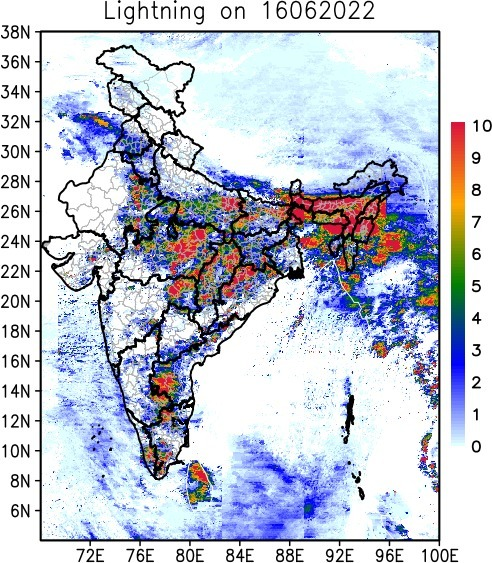 Lightning on 16062022
38N
36N
34N
32N
30N
28N
26N
24N
22N
20N
18N
16N
14N
12N
10N
8N
6N
72E 76E 80E 84E 88E 92E 96E 100E
10
9
8
7
6
5
4
3
2
1
0